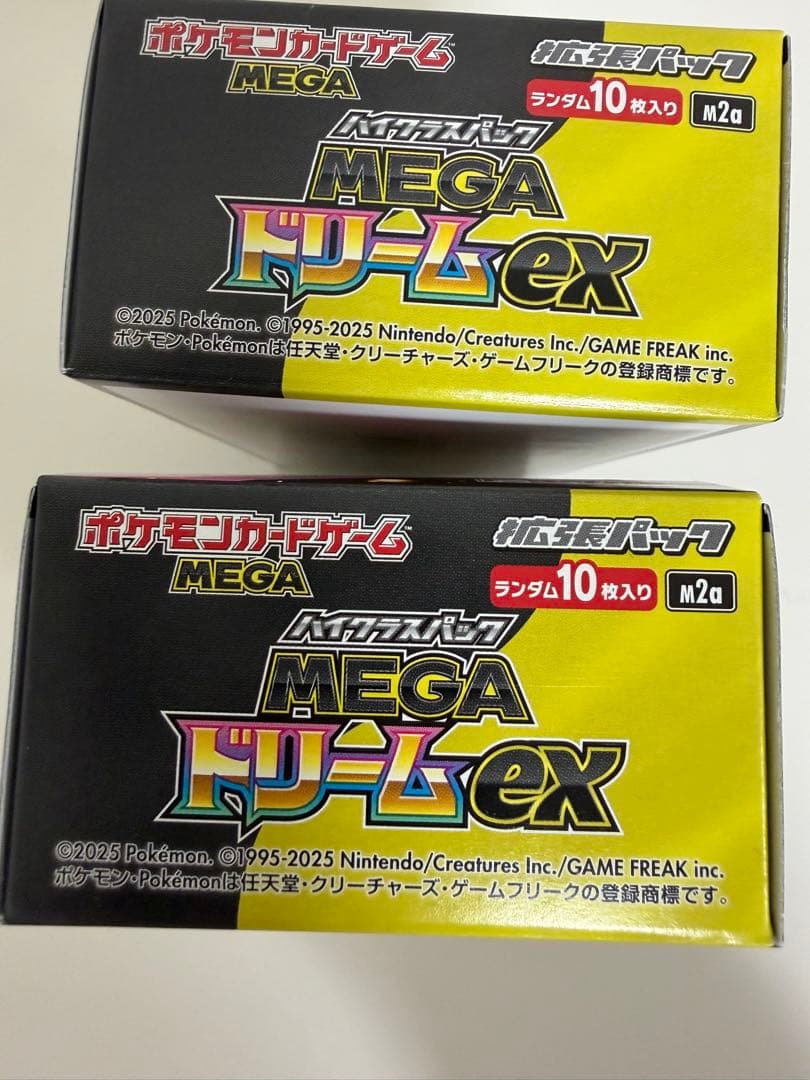 ポケモンカードゲーム™
MEGA
拡張パック
ランダム10枚入り M2a
ハイクラスパック
MEGA
ドリームex
©2025 Pokémon. ©1995-2025 Nintendo/Creatures Inc./GAME FREAK inc.
ポケモン・Pokémonは任天堂・クリーチャーズ・ゲームフリークの登録商標です。
ポケモンカードゲーム™
MEGA
拡張パック
ランダム10枚入り M2a
ハイクラスパック
MEGA
ドリームex
©2025 Pokémon. ©1995-2025 Nintendo/Creatures Inc./GAME FREAK inc.
ポケモン・Pokémonは任天堂・クリーチャーズ・ゲームフリークの登録商標です。